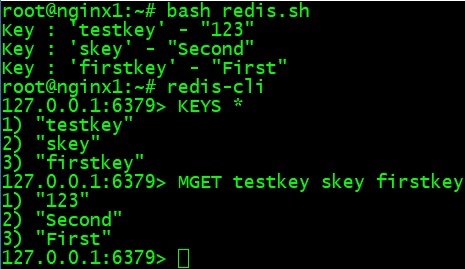 root@nginx1:~# bash redis.sh
Key : 'testkey' - "123"
Key : 'skey' - "Second"
Key : 'firstkey' - "First"
root@nginx1:~# redis-cli
127.0.0.1:6379> KEYS *
1) "testkey"
2) "skey"
3) "firstkey"
127.0.0.1:6379> MGET testkey skey firstkey
1) "123"
2) "Second"
3) "First"
127.0.0.1:6379>